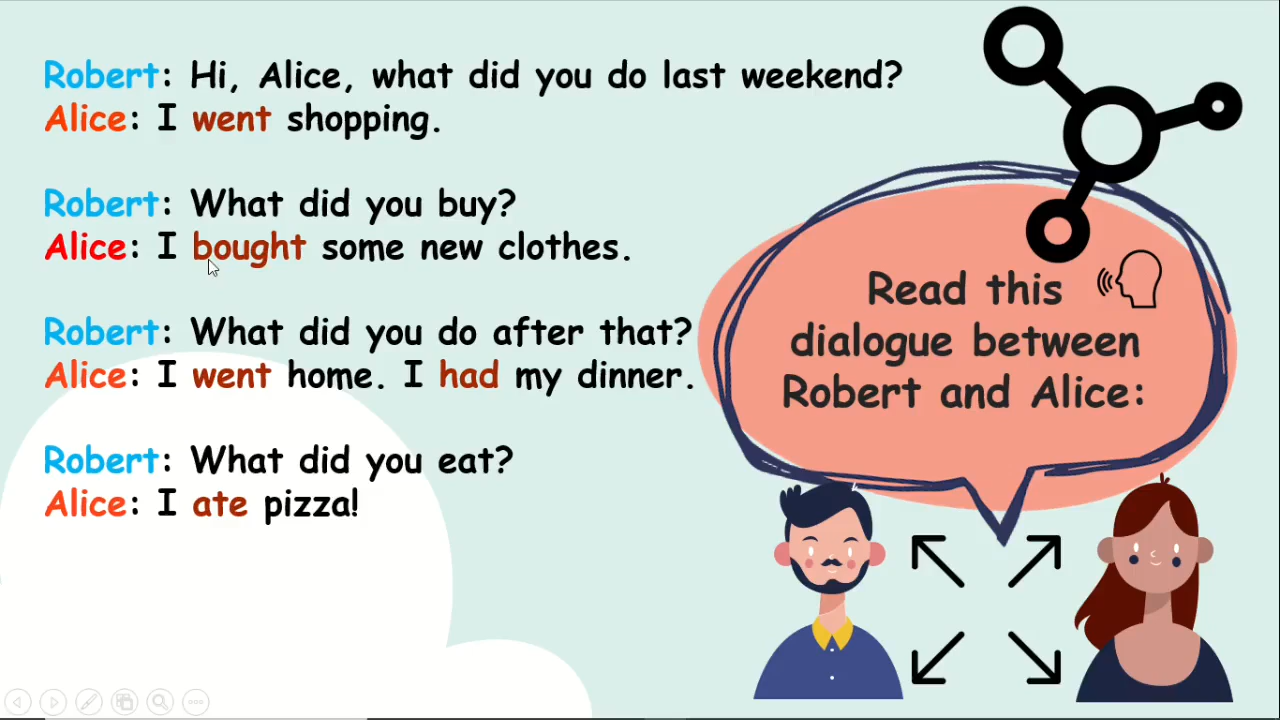 Robert: Hi, Alice, what did you do last weekend?
Alice: I went shopping.
Robert: What did you buy?
Alice: I bought some new clothes.
Robert: What did you do after that?
Alice: I went home. I had my dinner.
Robert: What did you eat?
Alice: I ate pizza!
Read this
dialogue between
Robert and Alice: